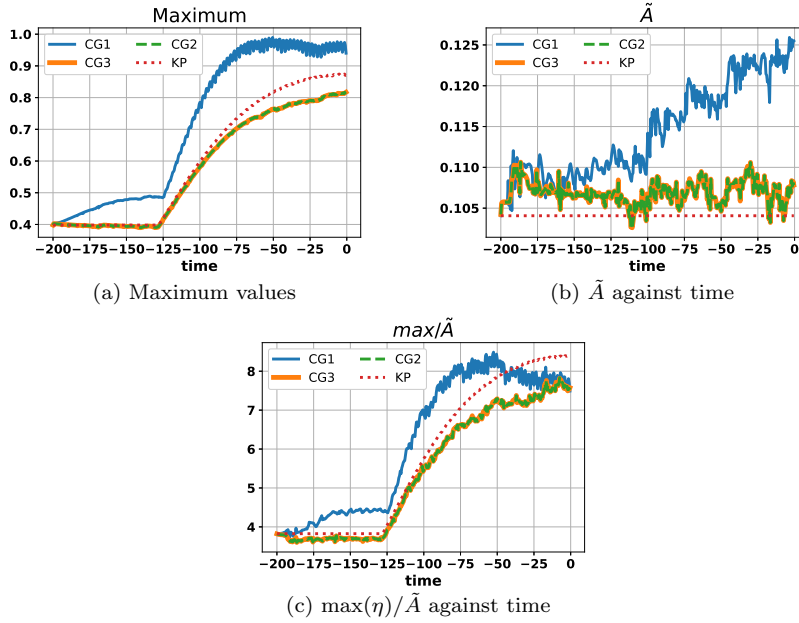 Maximum
1.0
0.9
0.8
0.7
0.6
0.5
0.4
CG1 CG2
CG3 KP
−200 −175 −150 −125 −100 −75 −50 −25 0
time
(a) Maximum values
Ã
0.125
0.120
0.115
0.110
0.105
CG1 CG2
CG3 KP
−200 −175 −150 −125 −100 −75 −50 −25 0
time
(b) Ã against time
max/Ã
8
7
6
5
4
CG1 CG2
CG3 KP
−200 −175 −150 −125 −100 −75 −50 −25 0
time
(c) max(η)/Ã against time